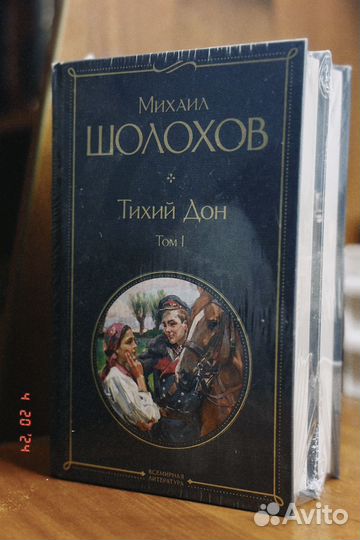 Михаил
ШОЛОХОВ
Тихий Дон
Том I
ВСЕМИРНАЯ
ЛИТЕРАТУРА
4 20 '24
Avito